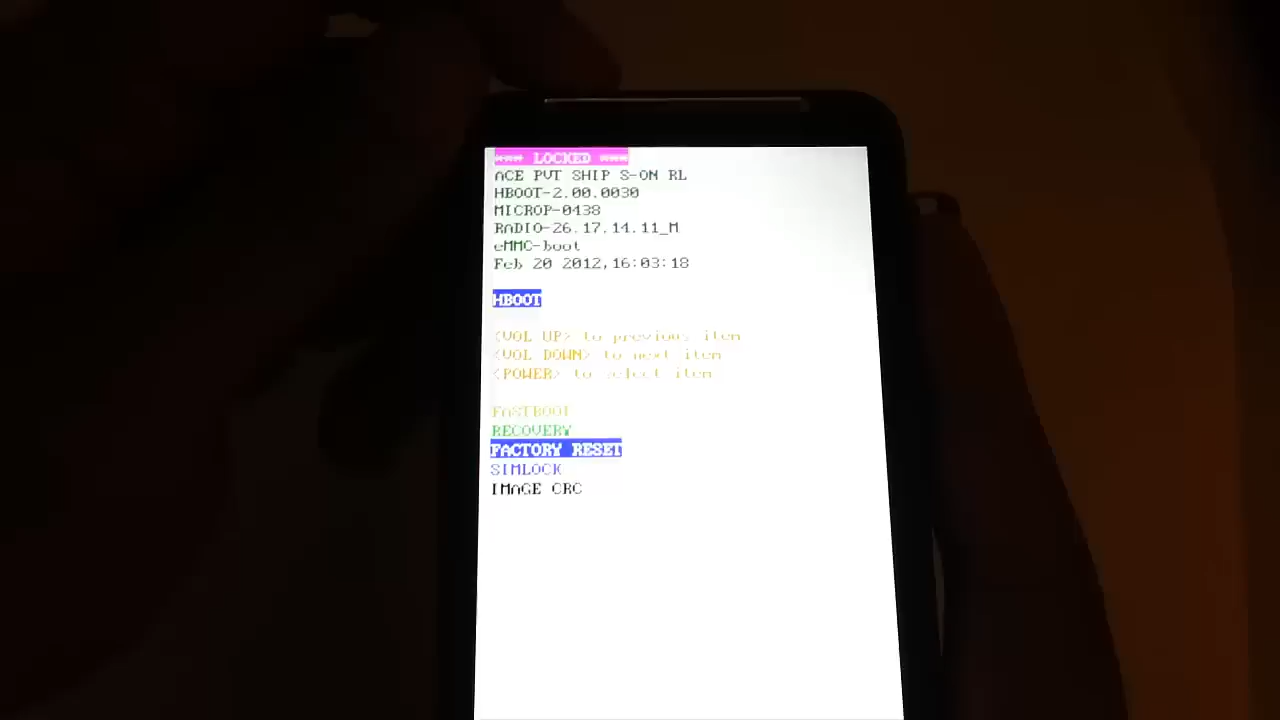 *** LOCKED ***
ACE PVT SHIP S-ON RL
HBOOT-2.00.0030
MICROP-0438
RADIO-26.17.14.11_M
eMMC-boot
Feb 20 2012,16:03:18
HBOOT
<VOL UP> to previous item
<VOL DOWN> to next item
<POWER> to select item
FASTBOOT
RECOVERY
FACTORY RESET
SIMLOCK
IMAGE CRC